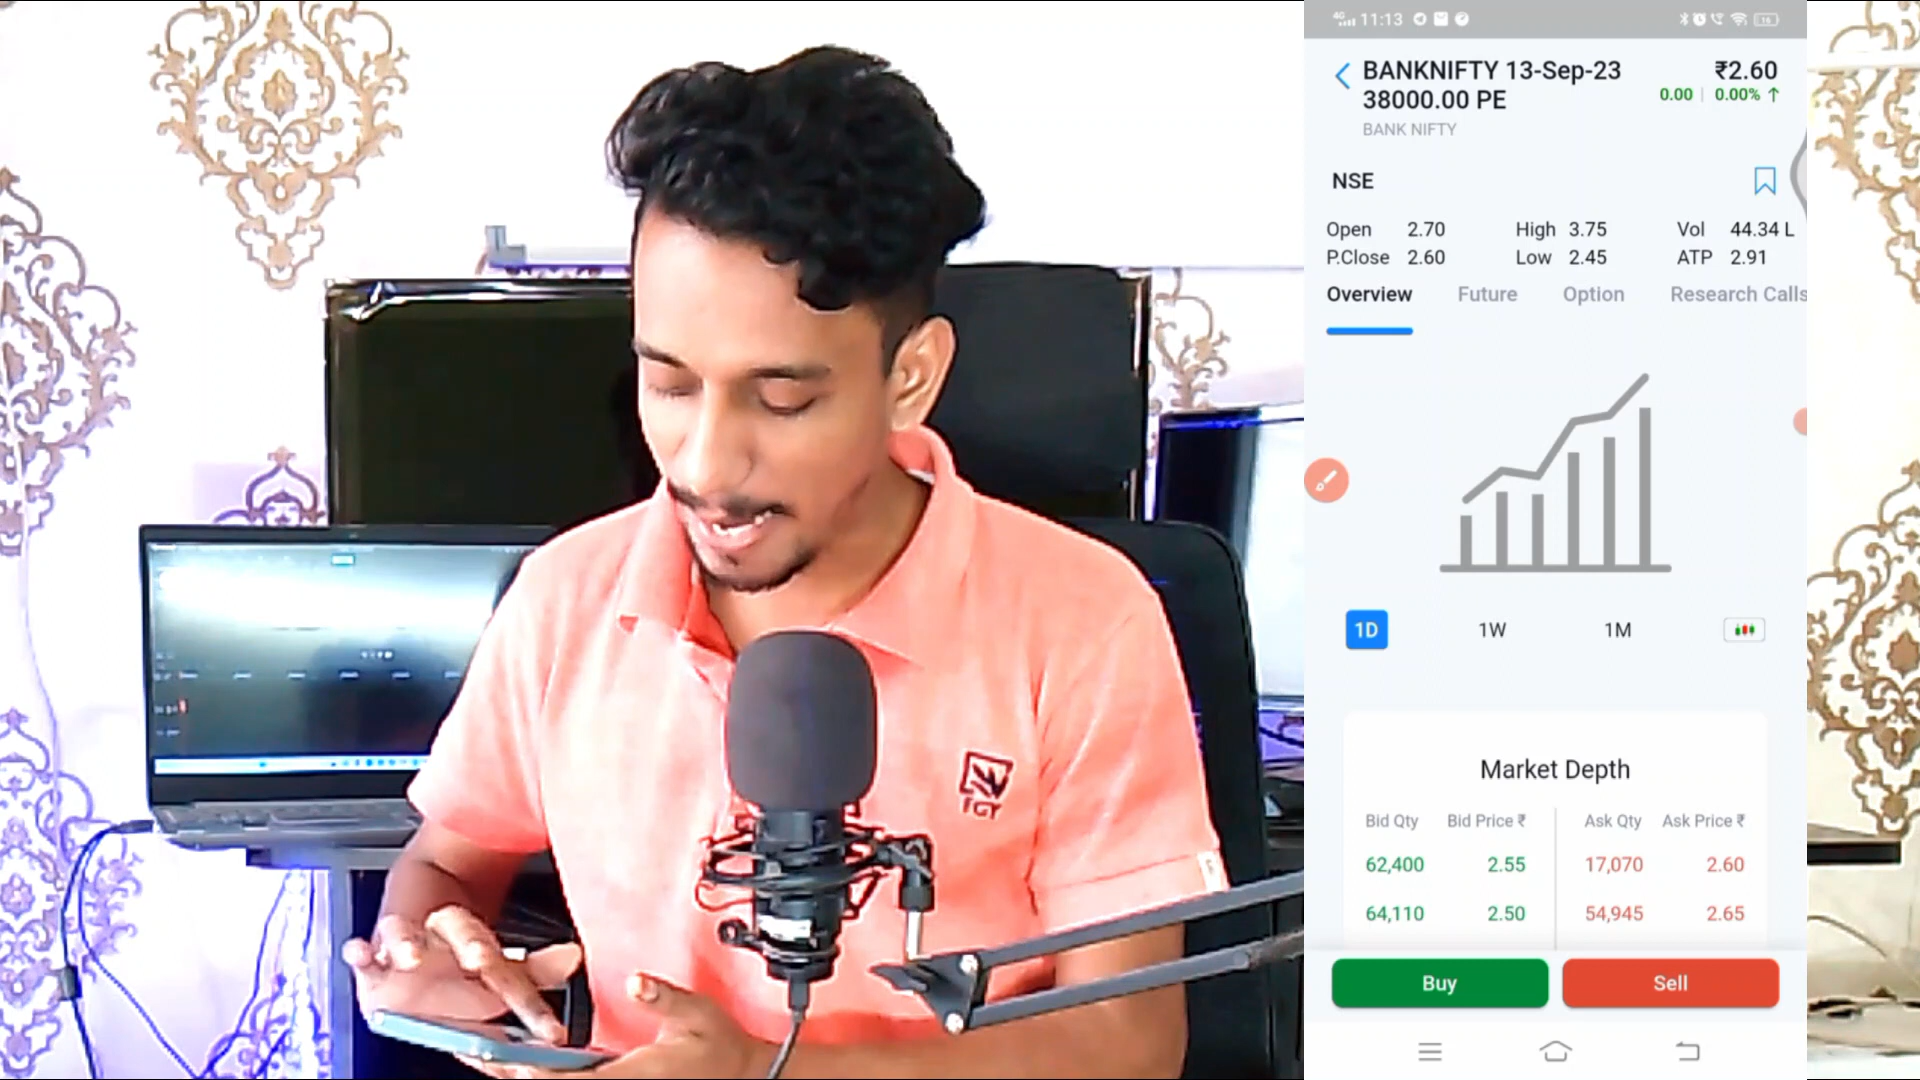 4G 11:13 16
BANKNIFTY 13-Sep-23 ₹2.60
38000.00 PE 0.00 | 0.00% ↑
BANK NIFTY
NSE
Open 2.70 High 3.75 Vol 44.34 L
P.Close 2.60 Low 2.45 ATP 2.91
Overview Future Option Research Calls
1D 1W 1M
Market Depth
Bid Qty Bid Price ₹ Ask Qty Ask Price ₹
62,400 2.55 17,070 2.60
64,110 2.50 54,945 2.65
Buy Sell
TGY